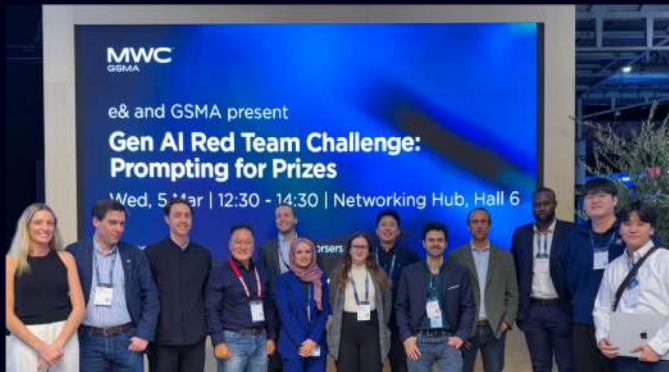 MWC
GSMA
e& and GSMA present
Gen AI Red Team Challenge:
Prompting for Prizes
Wed, 5 Mar | 12:30 - 14:30 | Networking Hub, Hall 6